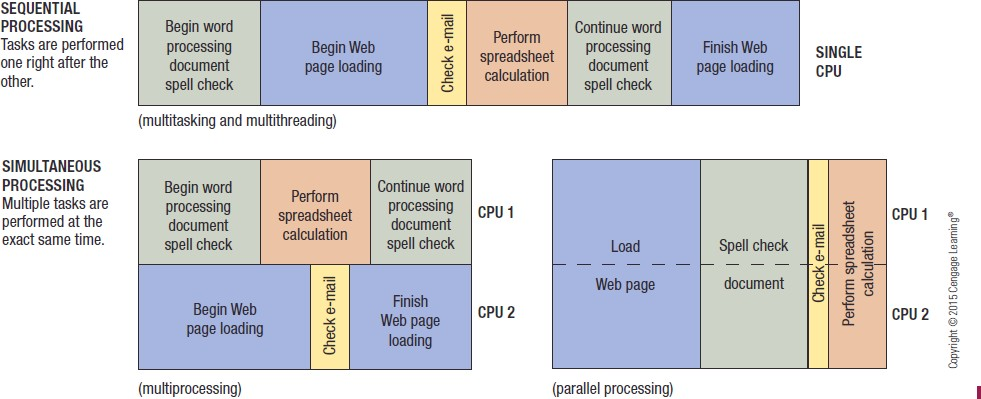 SEQUENTIAL
PROCESSING
Tasks are performed
one right after the
other.
Begin word
processing
document
spell check
Begin Web
page loading
Check e-mail
Perform
spreadsheet
calculation
Continue word
processing
document
spell check
Finish Web
page loading
SINGLE
CPU
(multitasking and multithreading)
SIMULTANEOUS
PROCESSING
Multiple tasks are
performed at the
exact same time.
Begin word
processing
document
spell check
Perform
spreadsheet
calculation
Continue word
processing
document
spell check
CPU 1
Begin Web
page loading
Check e-mail
Finish
Web page
loading
CPU 2
(multiprocessing)
Load
Web page
Spell check
document
Check e-mail
Perform spreadsheet
calculation
CPU 1
CPU 2
(parallel processing)
Copyright © 2015 Cengage Learning®